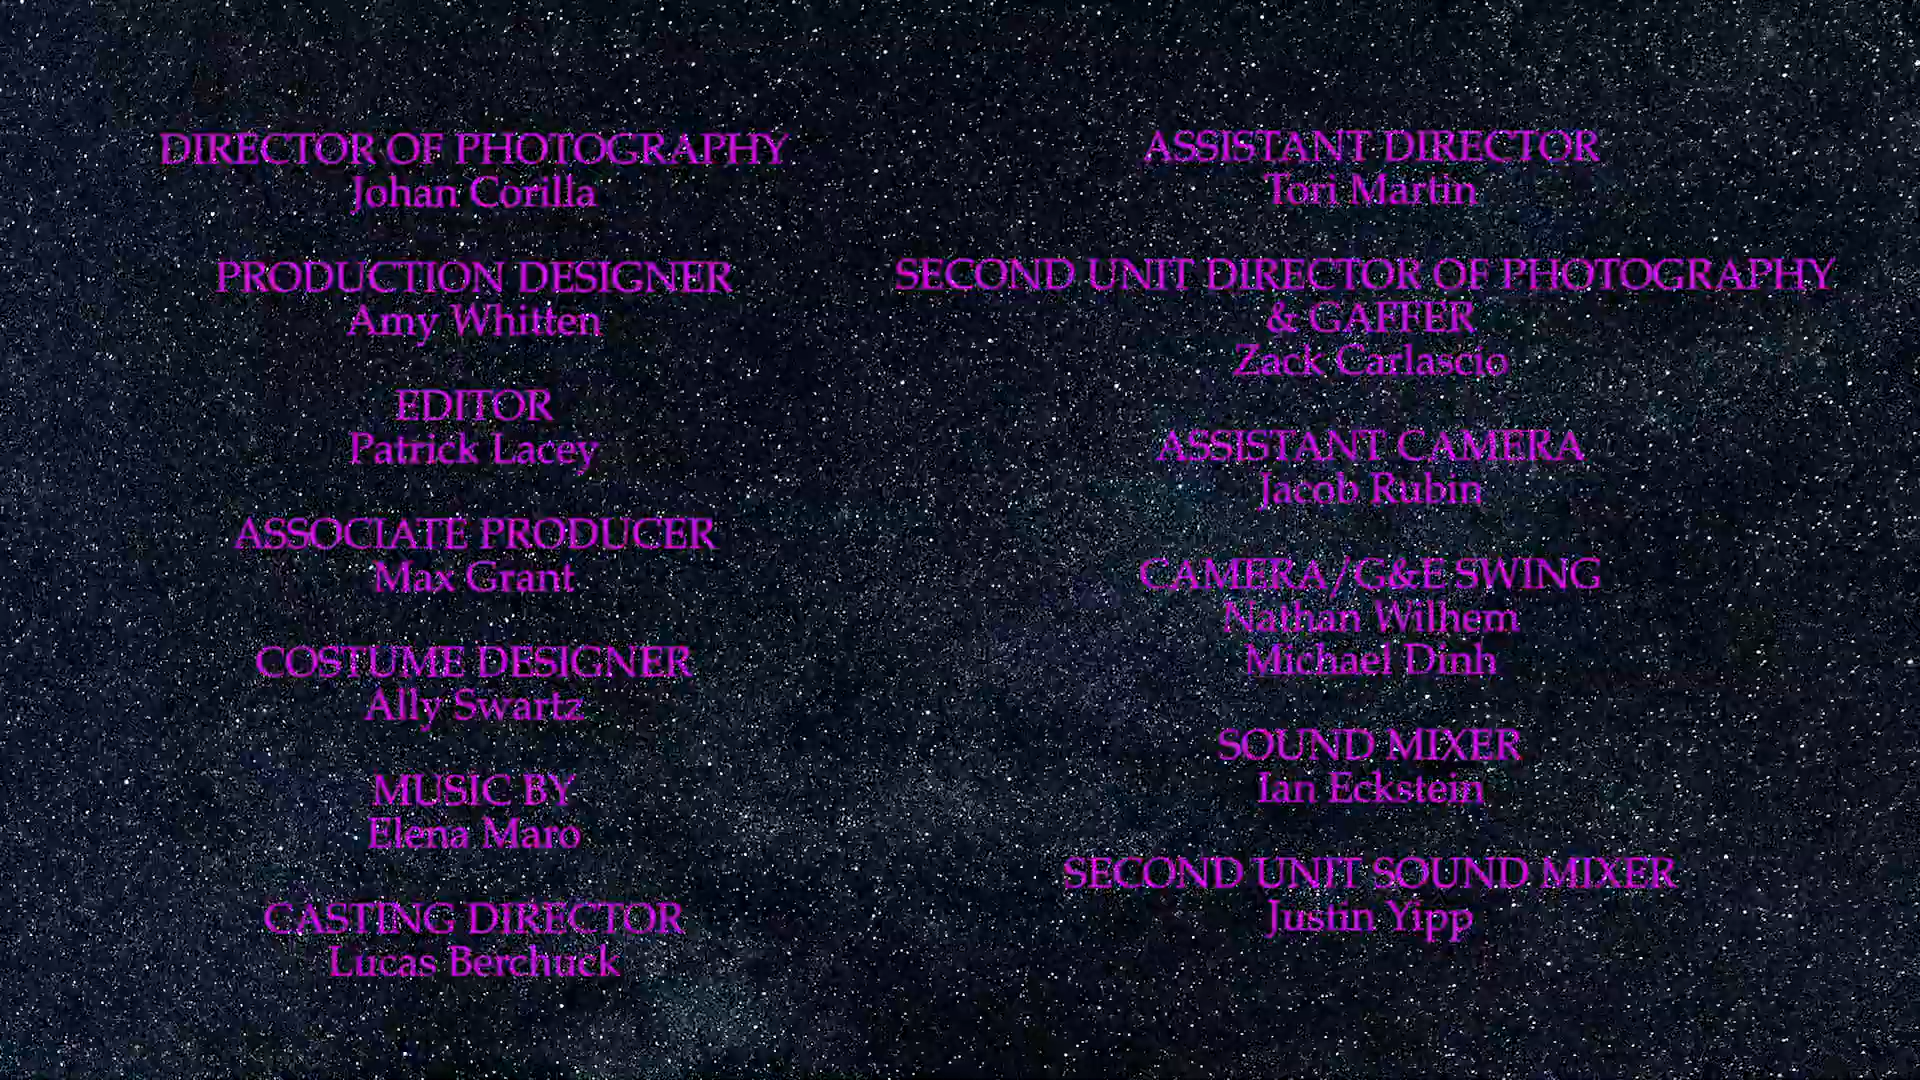 DIRECTOR OF PHOTOGRAPHY
Johan Corilla
PRODUCTION DESIGNER
Amy Whitten
EDITOR
Patrick Lacey
ASSOCIATE PRODUCER
Max Grant
COSTUME DESIGNER
Ally Swartz
MUSIC BY
Elena Maro
CASTING DIRECTOR
Lucas Berchuck
ASSISTANT DIRECTOR
Tori Martin
SECOND UNIT DIRECTOR OF PHOTOGRAPHY
& GAFFER
Zack Carlascio
ASSISTANT CAMERA
Jacob Rubin
CAMERA/G&E SWING
Nathan Wilhem
Michael Dinh
SOUND MIXER
Ian Eckstein
SECOND UNIT SOUND MIXER
Justin Yipp